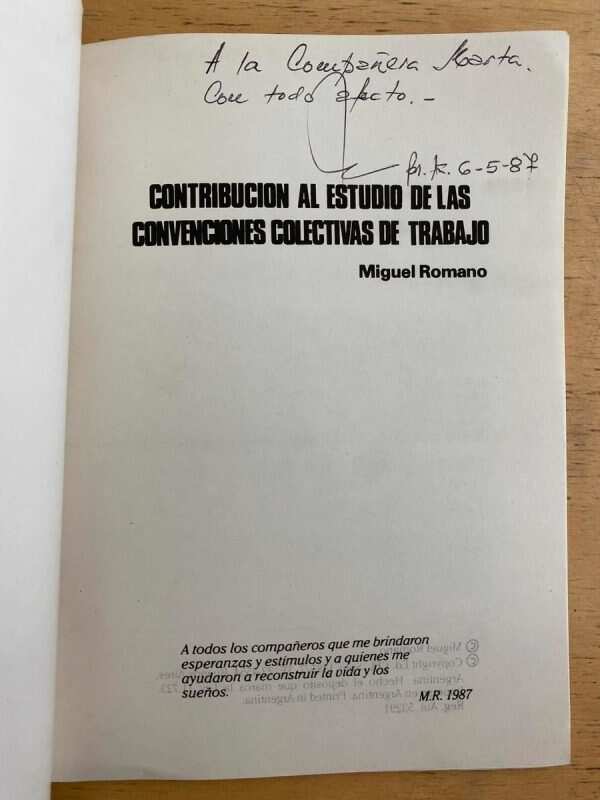 A la Compañera Marta.
Con todo afecto. –
6-5-87
CONTRIBUCION AL ESTUDIO DE LAS
CONVENCIONES COLECTIVAS DE TRABAJO
Miguel Romano
A todos los compañeros que me brindaron
esperanzas y estímulos y a quienes me
ayudaron a reconstruir la vida y los
sueños.
M.R. 1987